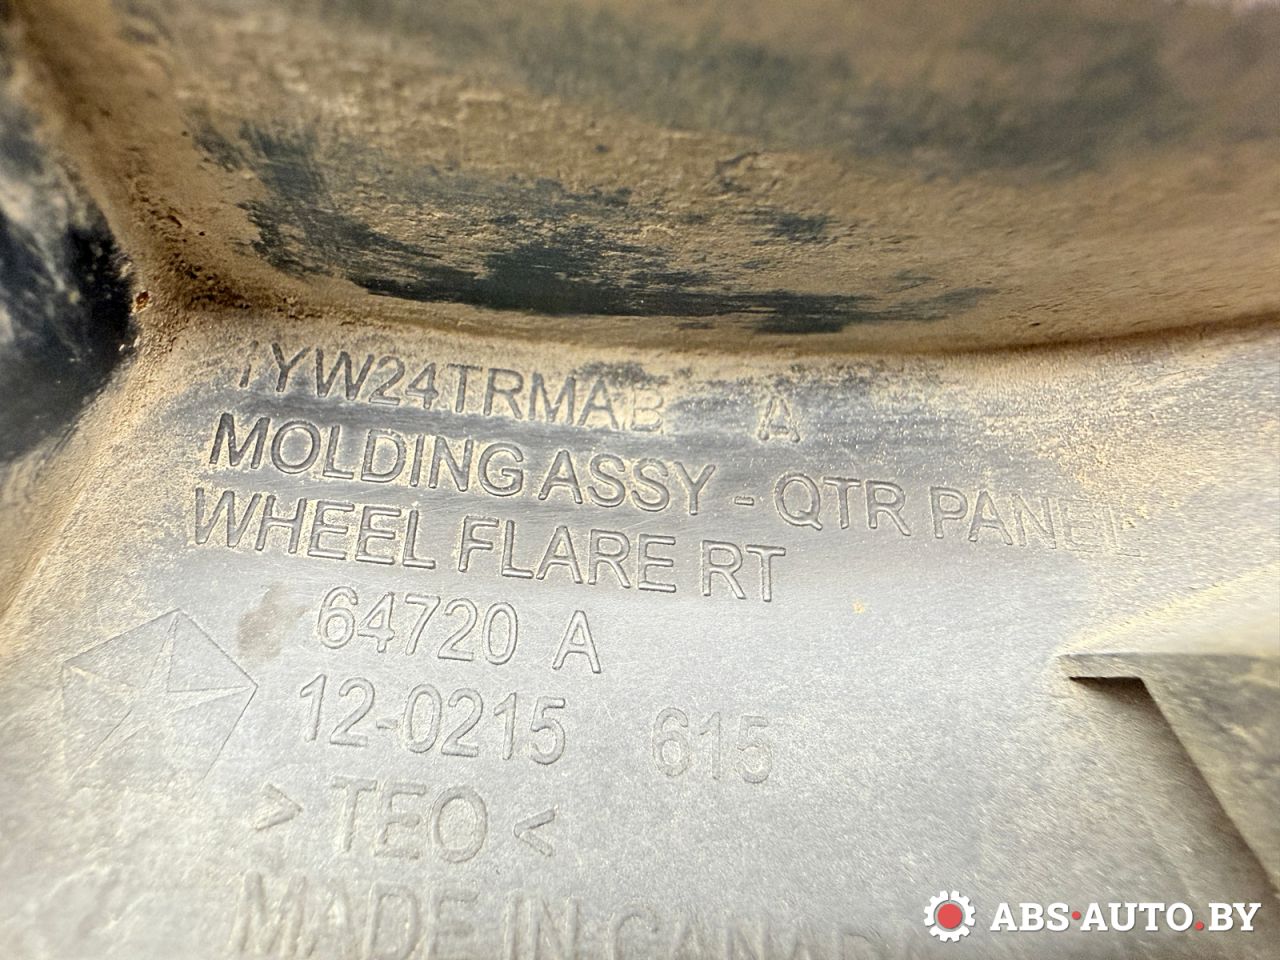 1YW24TRMAB A
MOLDING ASSY - QTR PANEL
WHEEL FLARE RT
64720 A
12-0215 615
> TEO <
MADE IN CANADA
ABS·AUTO.BY